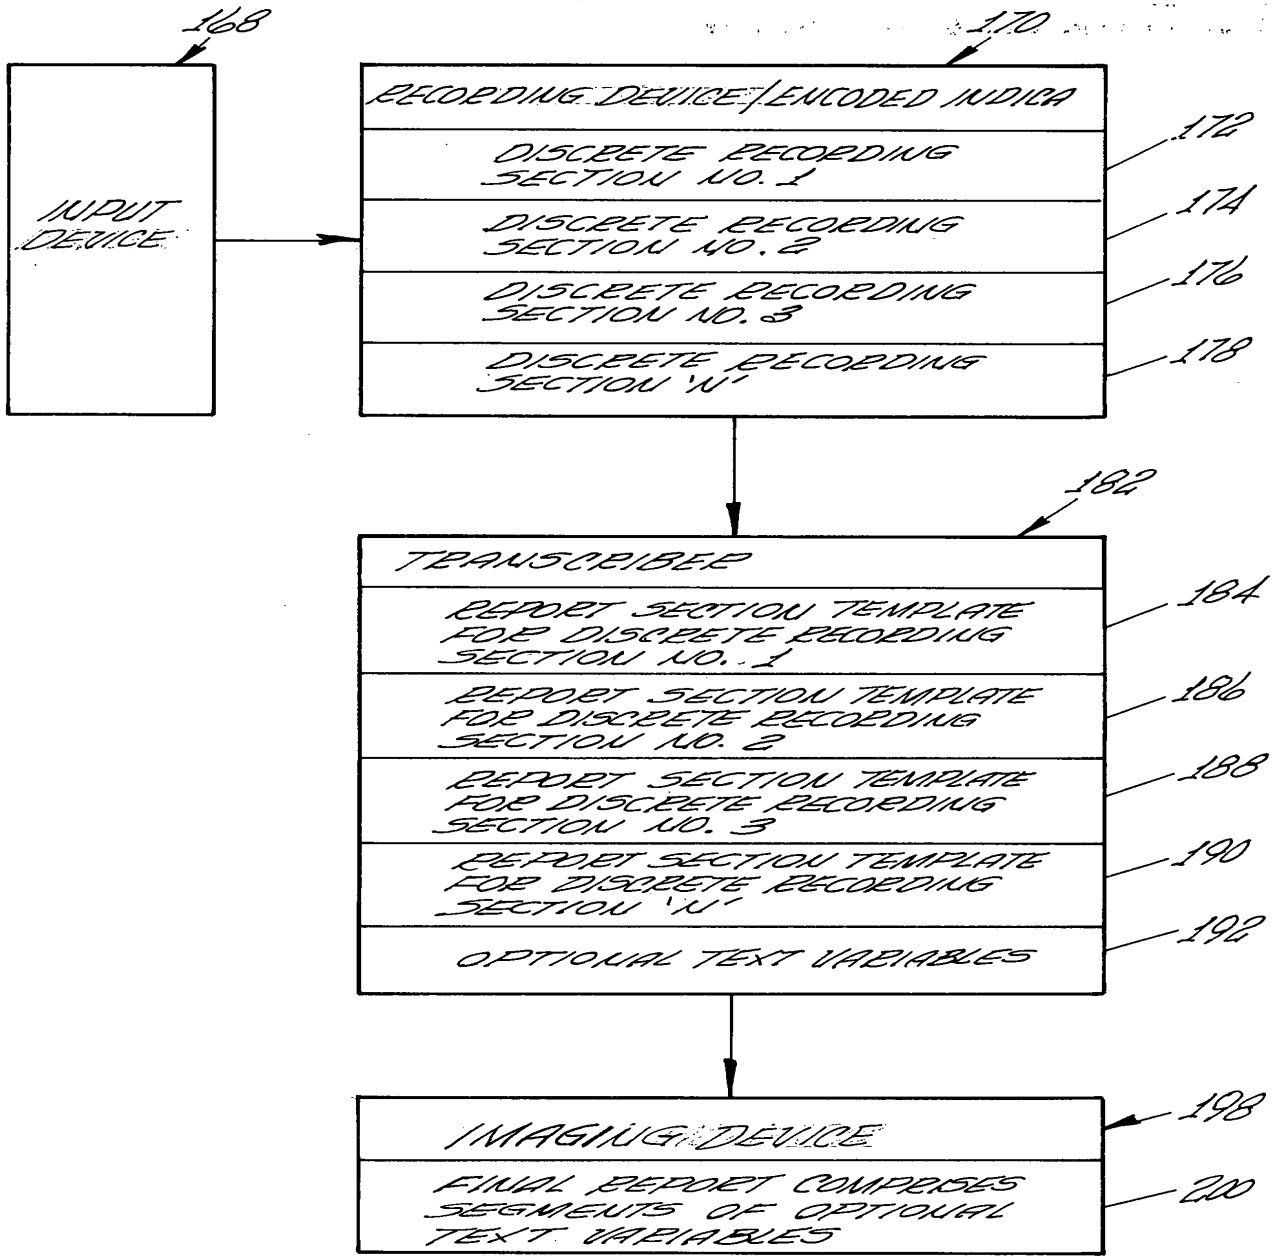 168
170
INPUT
DEVICE
RECORDING DEVICE/ENCODED INDICA
DISCRETE RECORDING
SECTION NO. 1
172
DISCRETE RECORDING
SECTION NO. 2
174
DISCRETE RECORDING
SECTION NO. 3
176
DISCRETE RECORDING
SECTION 'N'
178
182
TRANSCRIBER
REPORT SECTION TEMPLATE
FOR DISCRETE RECORDING
SECTION NO. 1
184
REPORT SECTION TEMPLATE
FOR DISCRETE RECORDING
SECTION NO. 2
186
REPORT SECTION TEMPLATE
FOR DISCRETE RECORDING
SECTION NO. 3
188
REPORT SECTION TEMPLATE
FOR DISCRETE RECORDING
SECTION 'N'
190
OPTIONAL TEXT VARIABLES
192
IMAGING DEVICE
198
FINAL REPORT COMPRISES
SEGMENTS OF OPTIONAL
TEXT VARIABLES
200